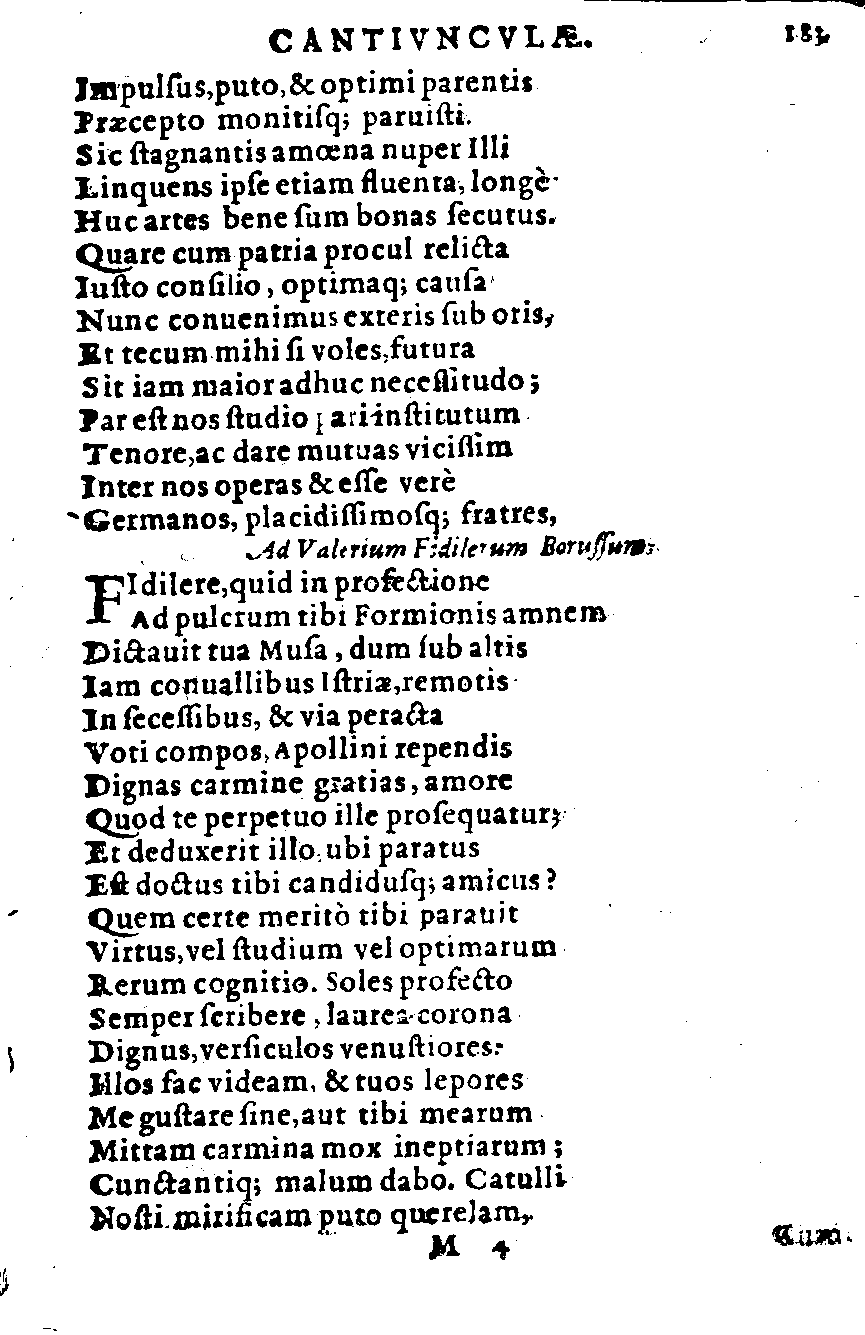 CANTIVNCVLÆ. 183
Impulſus, puto, & optimi parentis
Præcepto monitiſq; paruiſti.
Sic ſtagnantis amœna nuper Illi
Linquens ipſe etiam fluenta, longè
Huc artes bene ſum bonas ſecutus.
Quare cum patria procul relicta
Iuſto conſilio, optimaq; cauſa
Nunc conuenimus exteris ſub oris,
Et tecum mihi ſi voles, futura
Sit iam maior adhuc neceſſitudo;
Par eſt nos ſtudio pari inſtitutum
Tenore, ac dare mutuas viciſſim
Inter nos operas & eſſe verè
Germanos, placidiſſimoſq; fratres,
Ad Valerium Fidilerum Boruſſum.
FIdilere, quid in profectione
Ad pulcrum tibi Formionis amnem
Dictauit tua Muſa, dum ſub altis
Iam conuallibus Iſtriæ, remotis
In ſeceſſibus, & via peracta
Voti compos, Apollini rependis
Dignas carmine gratias, amore
Quod te perpetuo ille proſequatur;
Et deduxerit illo, ubi paratus
Eſt doctus tibi candiduſq; amicus?
Quem certe meritò tibi parauit
Virtus, vel ſtudium vel optimarum
Rerum cognitio. Soles profecto
Semper ſcribere, laurea corona
Dignus, verſiculos venuſtiores:
Illos fac videam, & tuos lepores
Me guſtare ſine, aut tibi mearum
Mittam carmina mox ineptiarum;
Cunctantiq; malum dabo. Catulli
Noſti mirificam puto querelam,
M 4 Cum